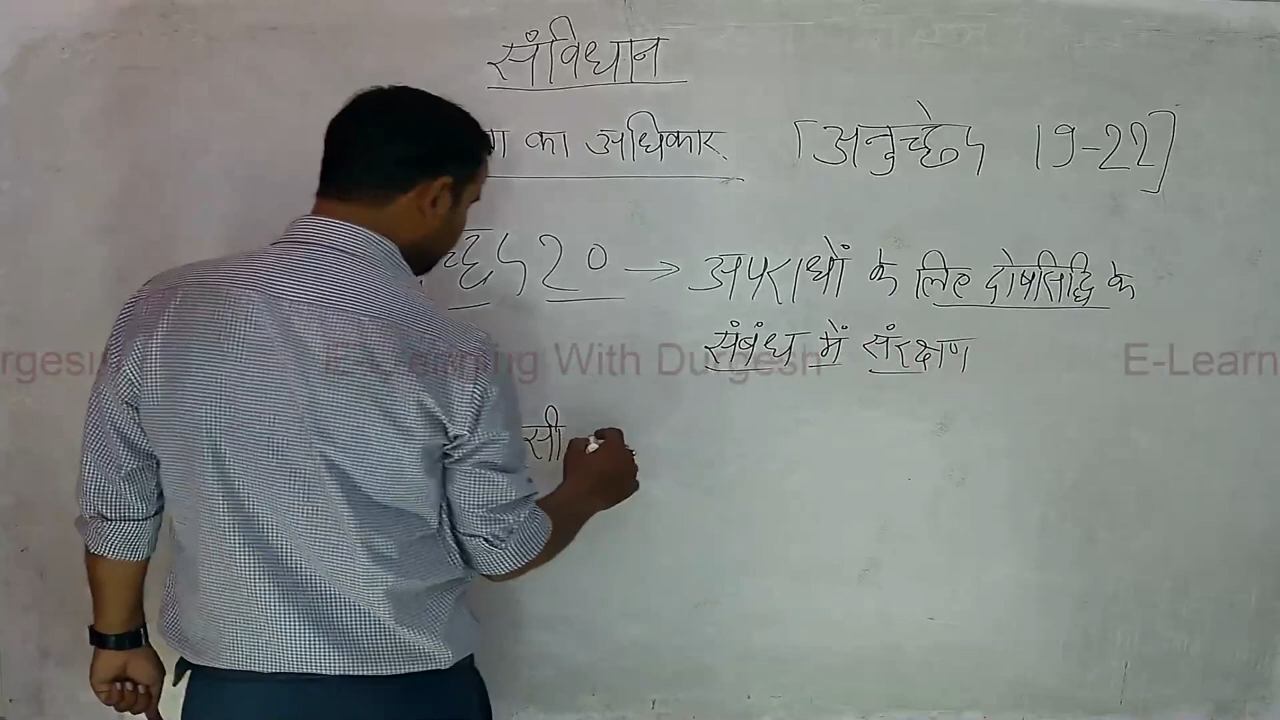 संविधान
का अधिकार. [अनुच्छेद 19-22]
20 → अपराधों के लिए दोषसिद्धि के
संबंध में संरक्षण
E-Learning With Durgesh E-Learn
सी